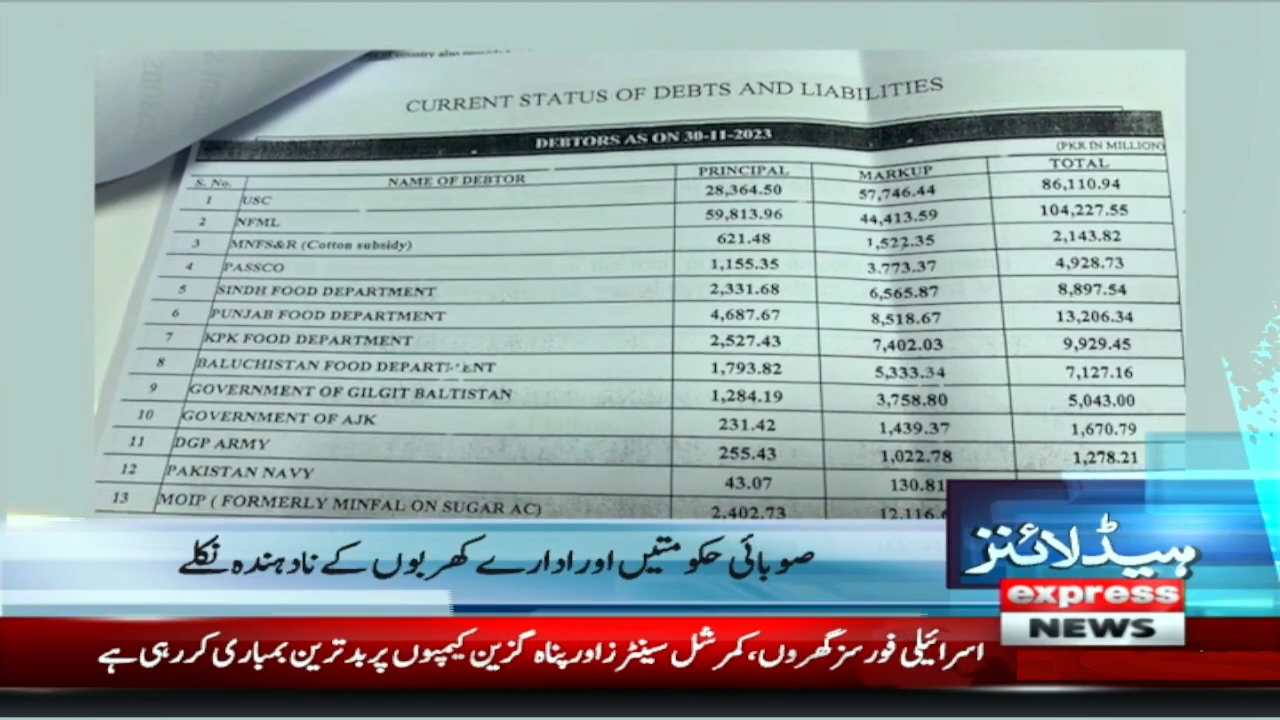 CURRENT STATUS OF DEBTS AND LIABILITIES
DEBTORS AS ON 30-11-2023
(PKR IN MILLION)
S. No. NAME OF DEBTOR PRINCIPAL MARKUP TOTAL
1 USC 28,364.50 57,746.44 86,110.94
2 NFML 59,813.96 44,413.59 104,227.55
3 MNFS&R (Cotton subsidy) 621.48 1,522.35 2,143.82
4 PASSCO 1,155.35 3.773.37 4,928.73
5 SINDH FOOD DEPARTMENT 2,331.68 6,565.87 8,897.54
6 PUNJAB FOOD DEPARTMENT 4,687.67 8,518.67 13,206.34
7 KPK FOOD DEPARTMENT 2,527.43 7,402.03 9,929.45
8 BALUCHISTAN FOOD DEPARTMENT 1,793.82 5,333.34 7,127.16
9 GOVERNMENT OF GILGIT BALTISTAN 1,284.19 3,758.80 5,043.00
10 GOVERNMENT OF AJK 231.42 1,439.37 1,670.79
11 DGP ARMY 255.43 1,022.78 1,278.21
12 PAKISTAN NAVY 43.07 130.81
13 MOIP ( FORMERLY MINFAL ON SUGAR AC) 2,402.73
صوبائی حکومتیں اور ادارے کھربوں کے نادہندہ نکلے
ہیڈلائنز
express
NEWS
اسرائیلی فورسز گھروں، کمرشل سینٹرز اور پناہ گزین کیمپوں پر بدترین بمباری کر رہی ہے